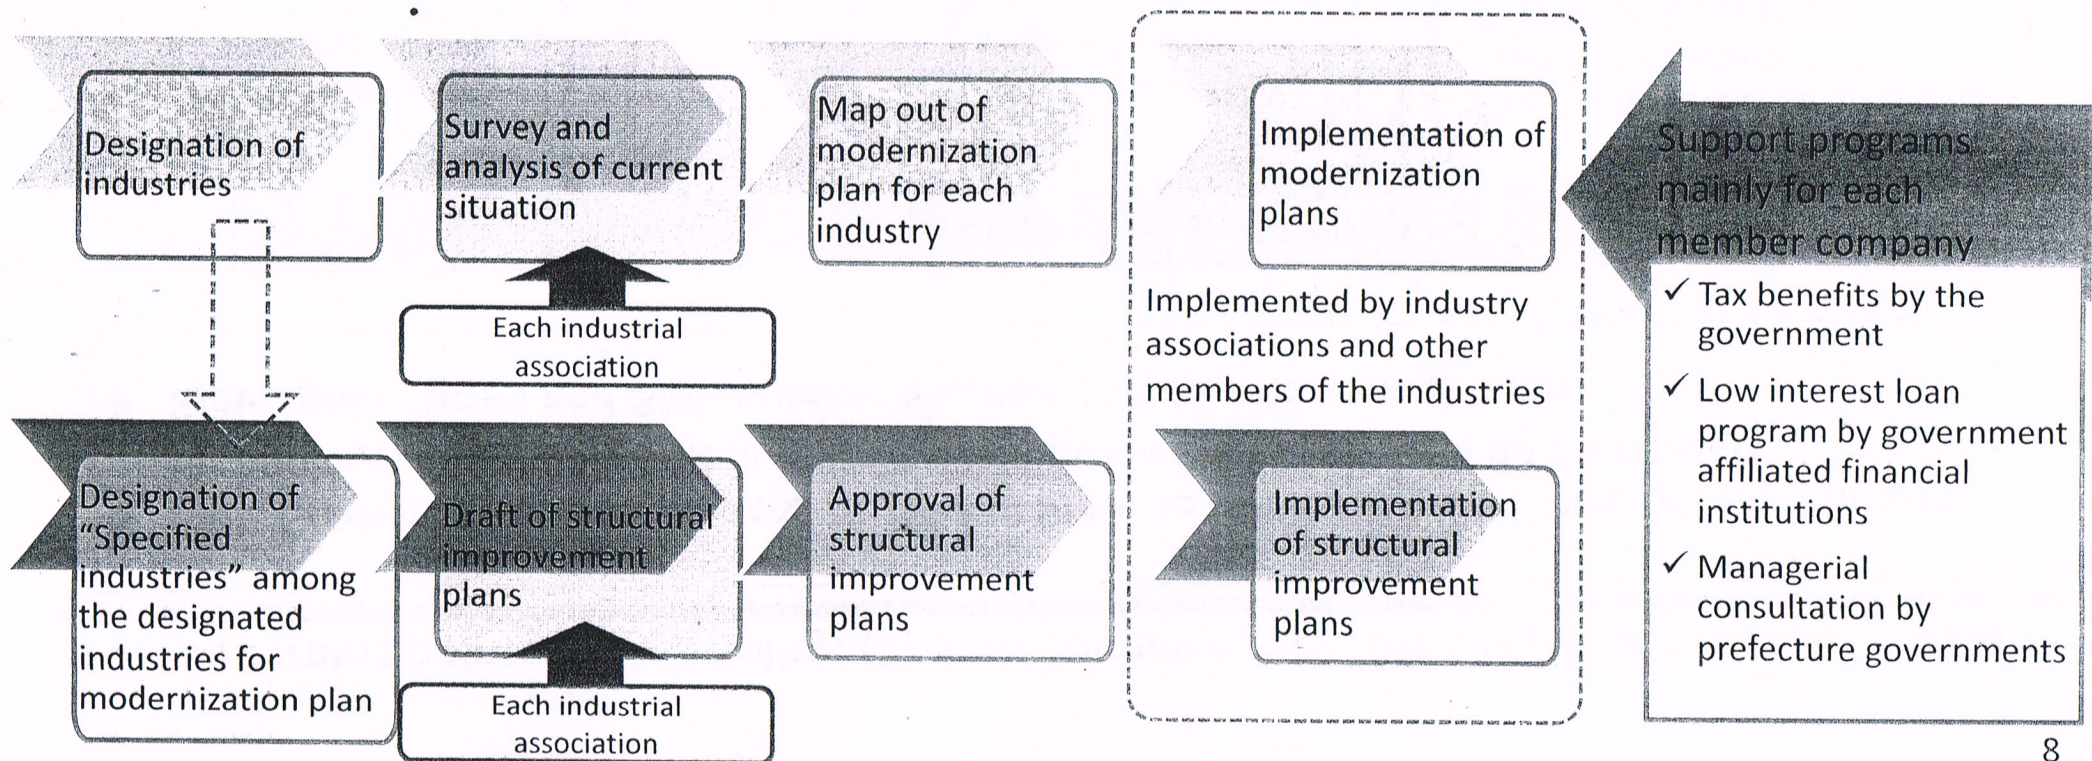 Designation of
industries
Survey and
analysis of current
situation
Map out of
modernization
plan for each
industry
Implementation of
modernization
plans
Support programs
mainly for each
member company
Each industrial
association
Implemented by industry
associations and other
members of the industries
✓ Tax benefits by the
government
✓ Low interest loan
program by government
affiliated financial
institutions
✓ Managerial
consultation by
prefecture governments
Designation of
“Specified
industries” among
the designated
industries for
modernization plan
Draft of structural
improvement
plans
Approval of
structural
improvement
plans
Implementation
of structural
improvement
plans
Each industrial
association
8